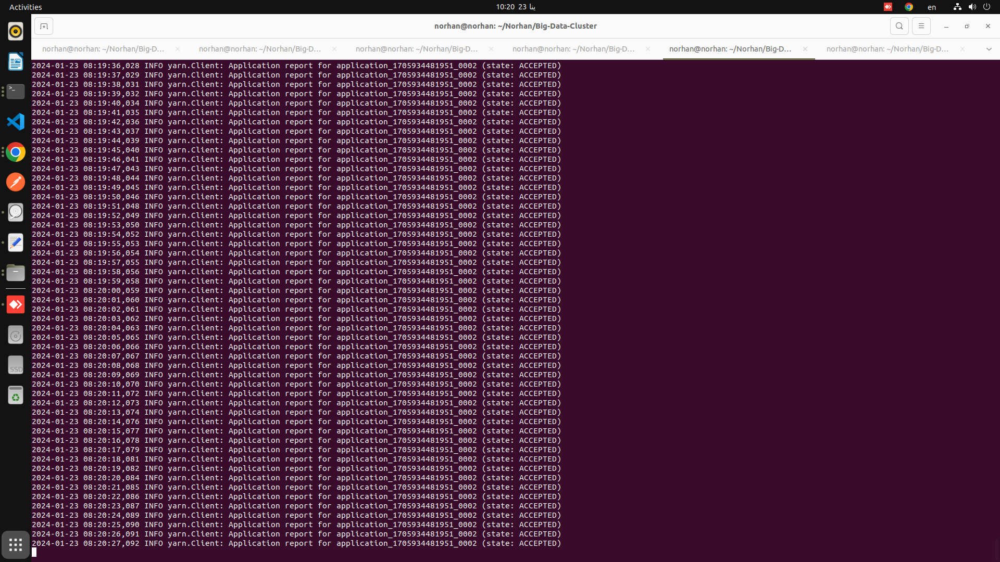 Activities
10:20 23 ينا
en
norhan@norhan: ~/Norhan/Big-Data-Cluster
norhan@norhan: ~/Norhan/Big-D...
norhan@norhan: ~/Norhan/Big-D...
norhan@norhan: ~/Norhan/Big-D...
norhan@norhan: ~/Norhan/Big-D...
norhan@norhan: ~/Norhan/Big-D...
norhan@norhan: ~/Norhan/Big-D...
2024-01-23 08:19:36,028 INFO yarn.Client: Application report for application_1705934481951_0002 (state: ACCEPTED)
2024-01-23 08:19:37,029 INFO yarn.Client: Application report for application_1705934481951_0002 (state: ACCEPTED)
2024-01-23 08:19:38,031 INFO yarn.Client: Application report for application_1705934481951_0002 (state: ACCEPTED)
2024-01-23 08:19:39,032 INFO yarn.Client: Application report for application_1705934481951_0002 (state: ACCEPTED)
2024-01-23 08:19:40,034 INFO yarn.Client: Application report for application_1705934481951_0002 (state: ACCEPTED)
2024-01-23 08:19:41,035 INFO yarn.Client: Application report for application_1705934481951_0002 (state: ACCEPTED)
2024-01-23 08:19:42,036 INFO yarn.Client: Application report for application_1705934481951_0002 (state: ACCEPTED)
2024-01-23 08:19:43,037 INFO yarn.Client: Application report for application_1705934481951_0002 (state: ACCEPTED)
2024-01-23 08:19:44,039 INFO yarn.Client: Application report for application_1705934481951_0002 (state: ACCEPTED)
2024-01-23 08:19:45,040 INFO yarn.Client: Application report for application_1705934481951_0002 (state: ACCEPTED)
2024-01-23 08:19:46,041 INFO yarn.Client: Application report for application_1705934481951_0002 (state: ACCEPTED)
2024-01-23 08:19:47,043 INFO yarn.Client: Application report for application_1705934481951_0002 (state: ACCEPTED)
2024-01-23 08:19:48,044 INFO yarn.Client: Application report for application_1705934481951_0002 (state: ACCEPTED)
2024-01-23 08:19:49,045 INFO yarn.Client: Application report for application_1705934481951_0002 (state: ACCEPTED)
2024-01-23 08:19:50,046 INFO yarn.Client: Application report for application_1705934481951_0002 (state: ACCEPTED)
2024-01-23 08:19:51,048 INFO yarn.Client: Application report for application_1705934481951_0002 (state: ACCEPTED)
2024-01-23 08:19:52,049 INFO yarn.Client: Application report for application_1705934481951_0002 (state: ACCEPTED)
2024-01-23 08:19:53,050 INFO yarn.Client: Application report for application_1705934481951_0002 (state: ACCEPTED)
2024-01-23 08:19:54,052 INFO yarn.Client: Application report for application_1705934481951_0002 (state: ACCEPTED)
2024-01-23 08:19:55,053 INFO yarn.Client: Application report for application_1705934481951_0002 (state: ACCEPTED)
2024-01-23 08:19:56,054 INFO yarn.Client: Application report for application_1705934481951_0002 (state: ACCEPTED)
2024-01-23 08:19:57,055 INFO yarn.Client: Application report for application_1705934481951_0002 (state: ACCEPTED)
2024-01-23 08:19:58,056 INFO yarn.Client: Application report for application_1705934481951_0002 (state: ACCEPTED)
2024-01-23 08:19:59,058 INFO yarn.Client: Application report for application_1705934481951_0002 (state: ACCEPTED)
2024-01-23 08:20:00,059 INFO yarn.Client: Application report for application_1705934481951_0002 (state: ACCEPTED)
2024-01-23 08:20:01,060 INFO yarn.Client: Application report for application_1705934481951_0002 (state: ACCEPTED)
2024-01-23 08:20:02,061 INFO yarn.Client: Application report for application_1705934481951_0002 (state: ACCEPTED)
2024-01-23 08:20:03,062 INFO yarn.Client: Application report for application_1705934481951_0002 (state: ACCEPTED)
2024-01-23 08:20:04,063 INFO yarn.Client: Application report for application_1705934481951_0002 (state: ACCEPTED)
2024-01-23 08:20:05,065 INFO yarn.Client: Application report for application_1705934481951_0002 (state: ACCEPTED)
2024-01-23 08:20:06,066 INFO yarn.Client: Application report for application_1705934481951_0002 (state: ACCEPTED)
2024-01-23 08:20:07,067 INFO yarn.Client: Application report for application_1705934481951_0002 (state: ACCEPTED)
2024-01-23 08:20:08,068 INFO yarn.Client: Application report for application_1705934481951_0002 (state: ACCEPTED)
2024-01-23 08:20:09,069 INFO yarn.Client: Application report for application_1705934481951_0002 (state: ACCEPTED)
2024-01-23 08:20:10,070 INFO yarn.Client: Application report for application_1705934481951_0002 (state: ACCEPTED)
2024-01-23 08:20:11,072 INFO yarn.Client: Application report for application_1705934481951_0002 (state: ACCEPTED)
2024-01-23 08:20:12,073 INFO yarn.Client: Application report for application_1705934481951_0002 (state: ACCEPTED)
2024-01-23 08:20:13,074 INFO yarn.Client: Application report for application_1705934481951_0002 (state: ACCEPTED)
2024-01-23 08:20:14,076 INFO yarn.Client: Application report for application_1705934481951_0002 (state: ACCEPTED)
2024-01-23 08:20:15,077 INFO yarn.Client: Application report for application_1705934481951_0002 (state: ACCEPTED)
2024-01-23 08:20:16,078 INFO yarn.Client: Application report for application_1705934481951_0002 (state: ACCEPTED)
2024-01-23 08:20:17,079 INFO yarn.Client: Application report for application_1705934481951_0002 (state: ACCEPTED)
2024-01-23 08:20:18,081 INFO yarn.Client: Application report for application_1705934481951_0002 (state: ACCEPTED)
2024-01-23 08:20:19,082 INFO yarn.Client: Application report for application_1705934481951_0002 (state: ACCEPTED)
2024-01-23 08:20:20,084 INFO yarn.Client: Application report for application_1705934481951_0002 (state: ACCEPTED)
2024-01-23 08:20:21,085 INFO yarn.Client: Application report for application_1705934481951_0002 (state: ACCEPTED)
2024-01-23 08:20:22,086 INFO yarn.Client: Application report for application_1705934481951_0002 (state: ACCEPTED)
2024-01-23 08:20:23,087 INFO yarn.Client: Application report for application_1705934481951_0002 (state: ACCEPTED)
2024-01-23 08:20:24,089 INFO yarn.Client: Application report for application_1705934481951_0002 (state: ACCEPTED)
2024-01-23 08:20:25,090 INFO yarn.Client: Application report for application_1705934481951_0002 (state: ACCEPTED)
2024-01-23 08:20:26,091 INFO yarn.Client: Application report for application_1705934481951_0002 (state: ACCEPTED)
2024-01-23 08:20:27,092 INFO yarn.Client: Application report for application_1705934481951_0002 (state: ACCEPTED)
SSD